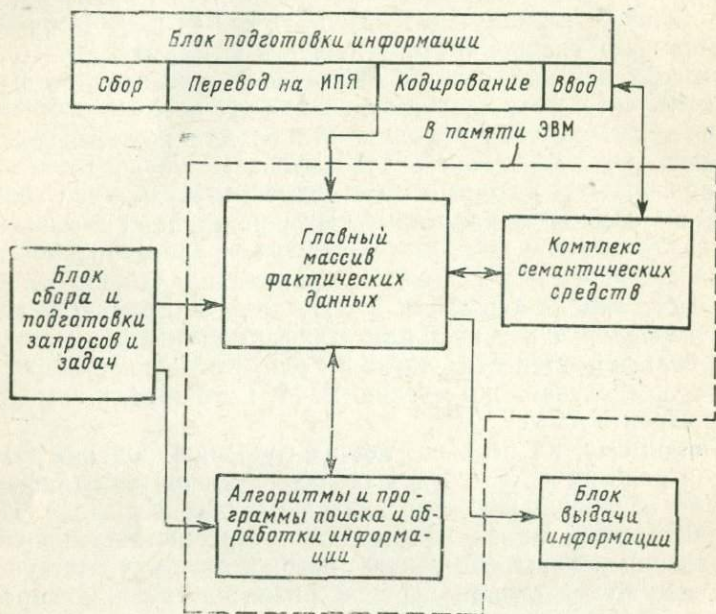 Блок подготовки информации
Сбор Перевод на ИПЯ Кодирование Ввод
В памяти ЭВМ
Главный
массив
фактических
данных
Комплекс
семантических
средств
Блок
сбора и
подготовки
запросов и
задач
Алгоритмы и про-
граммы поиска и об-
работки информа-
ции
Блок
выдачи
информации